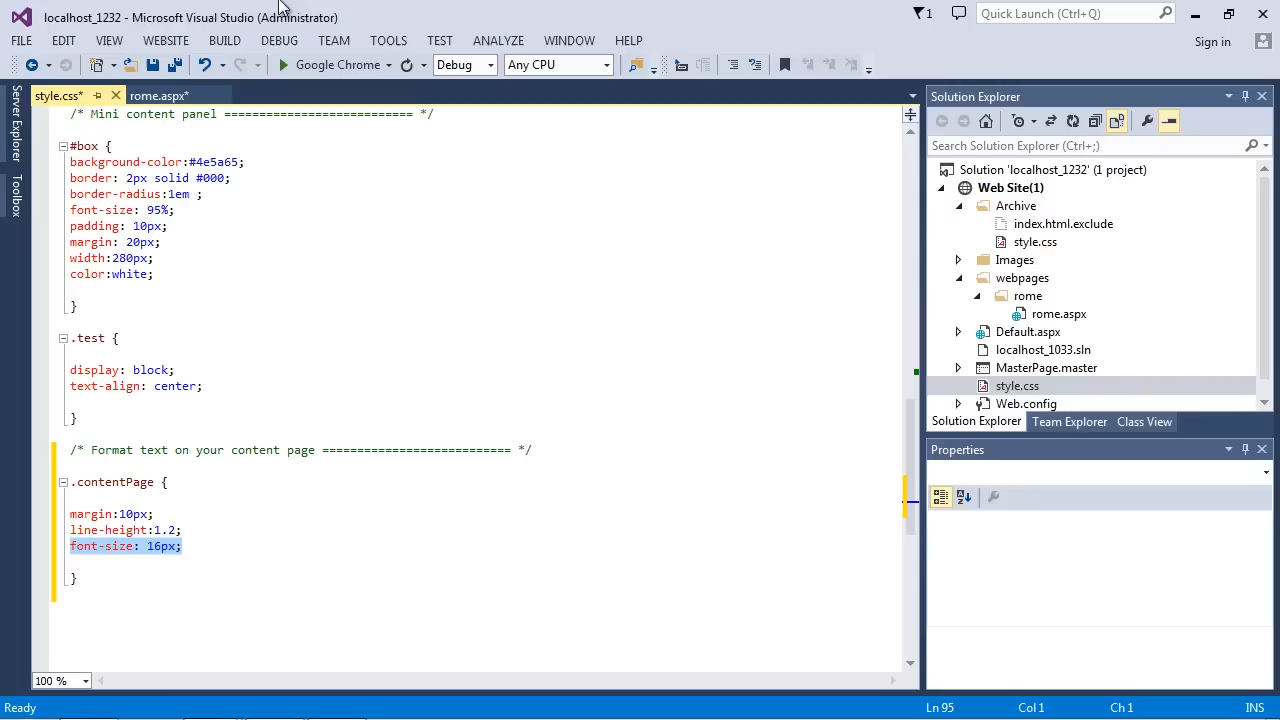 localhost_1232 - Microsoft Visual Studio (Administrator)
1
Quick Launch (Ctrl+Q)
FILE EDIT VIEW WEBSITE BUILD DEBUG TEAM TOOLS TEST ANALYZE WINDOW HELP
Sign in
Google Chrome Debug Any CPU
Server Explorer
Toolbox
style.css* rome.aspx*
/* Mini content panel =========================== */
#box {
background-color:#4e5a65;
border: 2px solid #000;
border-radius:1em ;
font-size: 95%;
padding: 10px;
margin: 20px;
width:280px;
color:white;
}
.test {
display: block;
text-align: center;
}
/* Format text on your content page =========================== */
.contentPage {
margin:10px;
line-height:1.2;
font-size: 16px;
}
100 %
Solution Explorer
Search Solution Explorer (Ctrl+;)
Solution 'localhost_1232' (1 project)
Web Site(1)
Archive
index.html.exclude
style.css
Images
webpages
rome
rome.aspx
Default.aspx
localhost_1033.sln
MasterPage.master
style.css
Web.config
Solution Explorer Team Explorer Class View
Properties
Ready
Ln 95 Col 1 Ch 1 INS